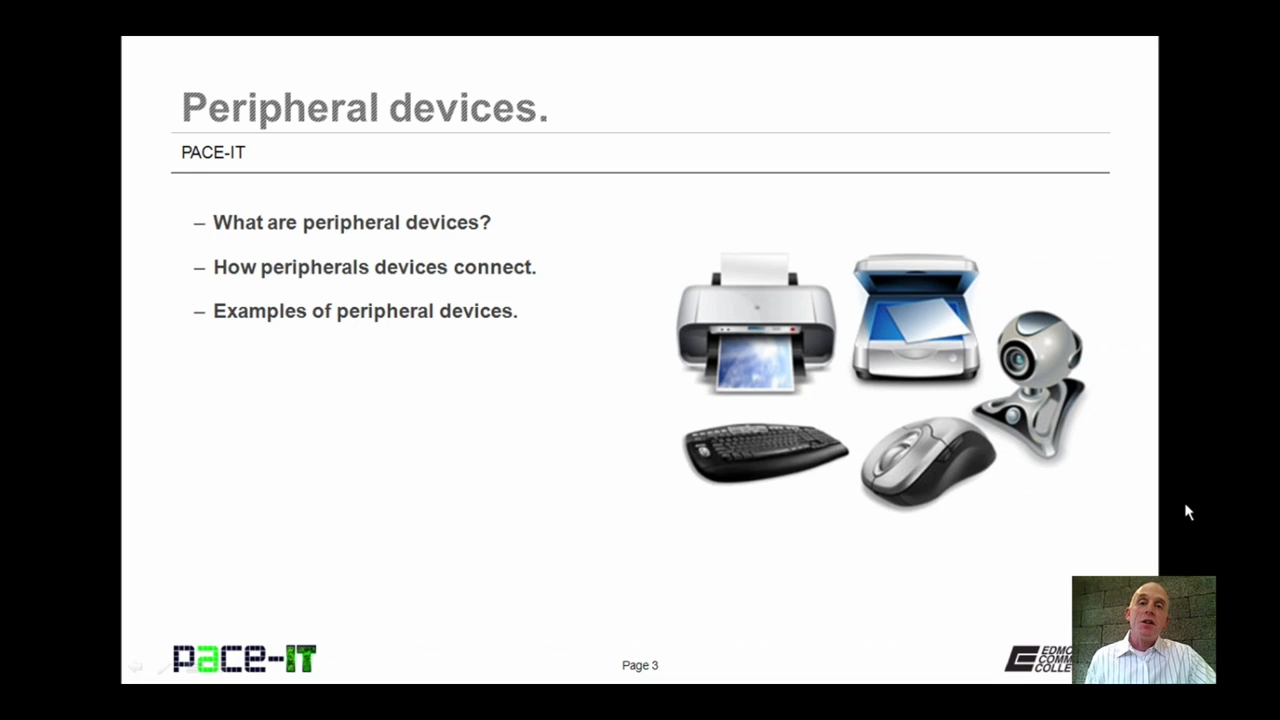 Peripheral devices.
PACE-IT
– What are peripheral devices?
– How peripherals devices connect.
– Examples of peripheral devices.
pace-IT
Page 3